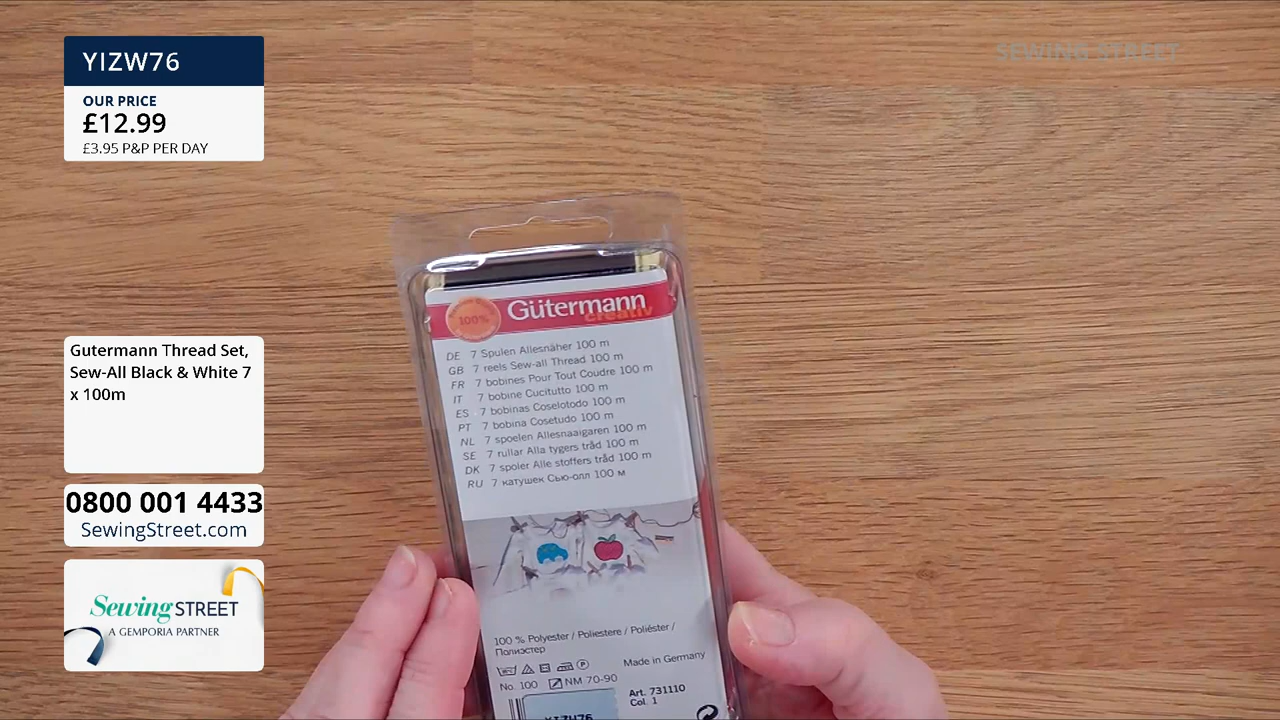 YIZW76
OUR PRICE
£12.99
£3.95 P&P PER DAY
SEWING STREET
Gutermann Thread Set,
Sew-All Black & White 7
x 100m
0800 001 4433
SewingStreet.com
Sewing STREET
A GEMPORIA PARTNER
100%
Gütermann
creativ
DE 7 Spulen Allesnäher 100 m
GB 7 reels Sew-all Thread 100 m
FR 7 bobines Pour Tout Coudre 100 m
IT 7 bobine Cucitutto 100 m
ES 7 bobinas Coselotodo 100 m
PT 7 bobina Cosetudo 100 m
NL 7 spoelen Allesnaaigaren 100 m
SE 7 rullar Alla tygers tråd 100 m
DK 7 spoler Alle stoffers tråd 100 m
RU 7 катушек Сью-олл 100 м
100 % Polyester / Poliestere / Poliéster /
Полиэстер
Made in Germany
No. 100 NM 70-90
Art. 731110
Col. 1
YIZW76